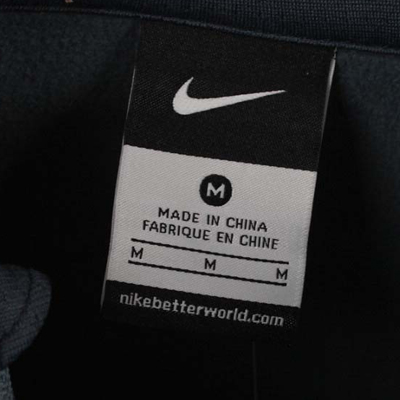 M
MADE IN CHINA
FABRIQUE EN CHINE
M M M
nikebetterworld.com